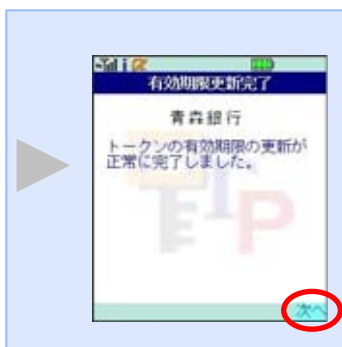 有効期限更新完了
青森銀行
トークンの有効期限の更新が
正常に完了しました。
次へ